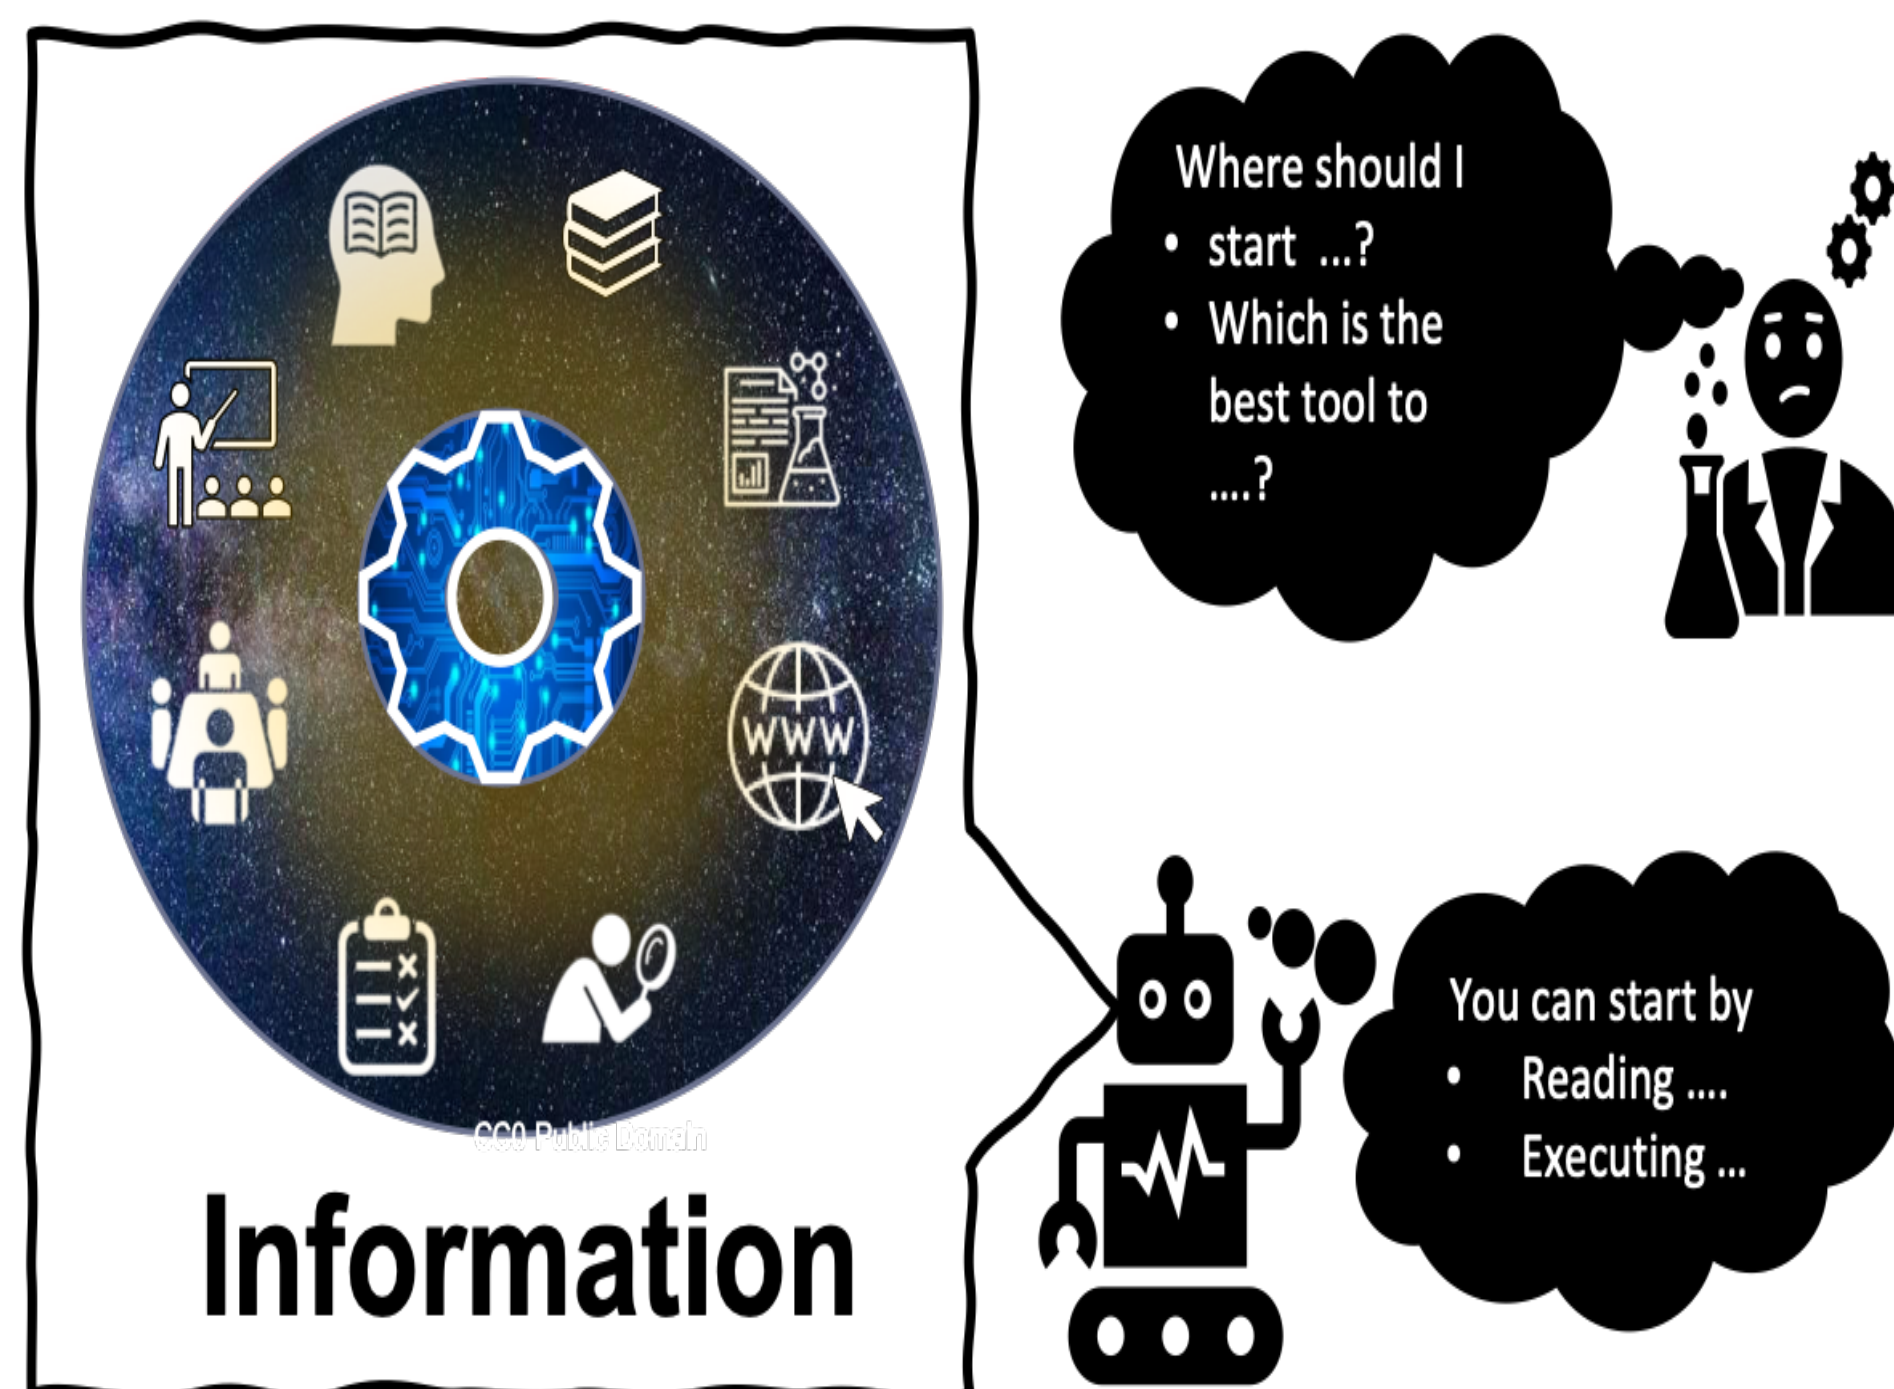 WWW
CC0 Public Domain
Information
Where should I
• start ...?
• Which is the
best tool to
....?
You can start by
• Reading ....
• Executing ...